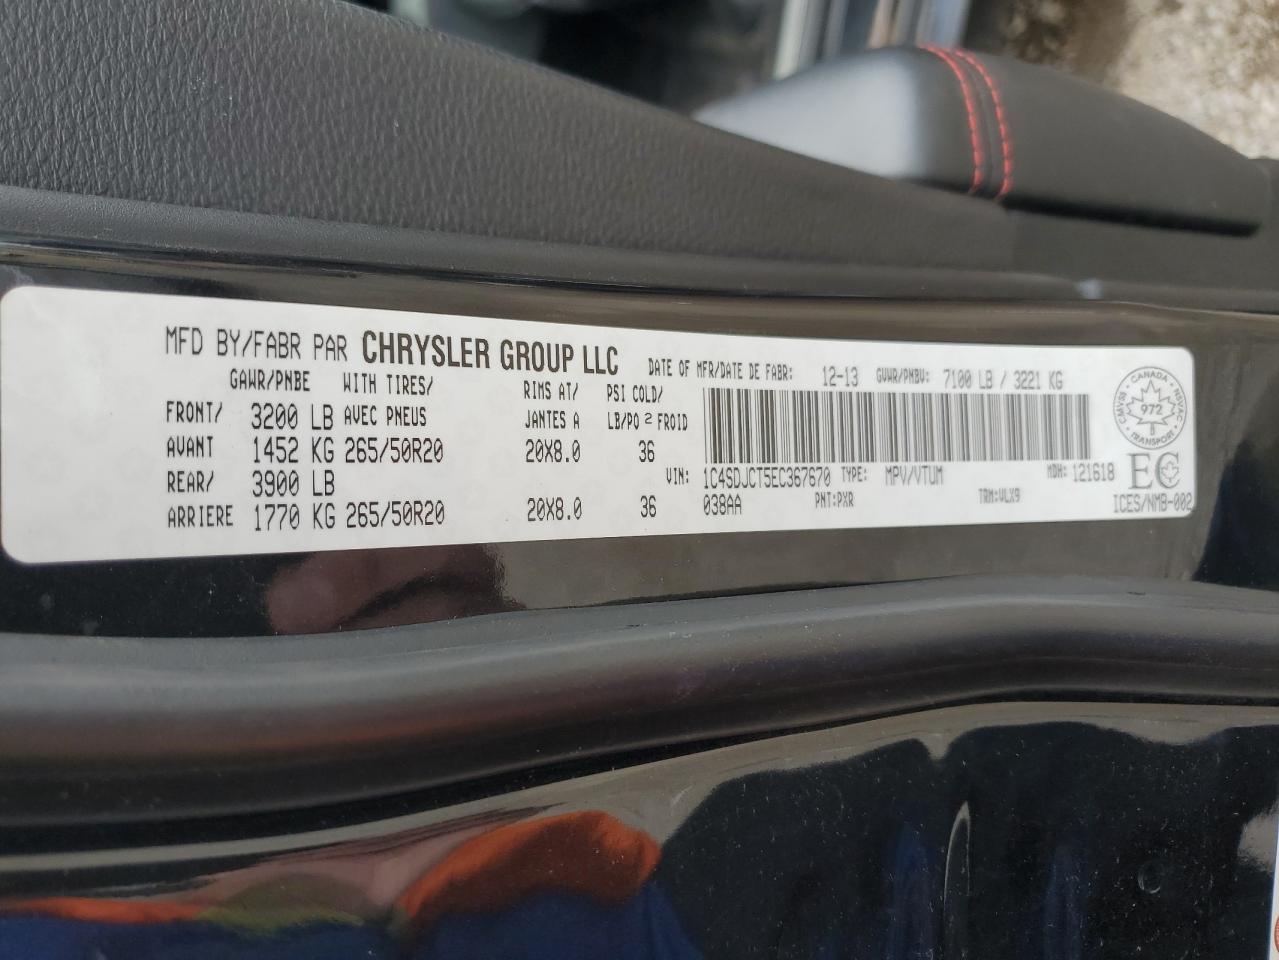 MFD BY/FABR PAR CHRYSLER GROUP LLC DATE OF MFR/DATE DE FABR: 12-13 GVWR/PNBV: 7100 LB / 3221 KG
GAWR/PNBE WITH TIRES/ RIMS AT/ PSI COLD/
FRONT/ 3200 LB AVEC PNEUS JANTES A LB/PO 2 FROID
AVANT 1452 KG 265/50R20 20X8.0 36
REAR/ 3900 LB VIN: 1C4SDJCT5EC367670 TYPE: MPV/VTUM MDH: 121618
ARRIERE 1770 KG 265/50R20 20X8.0 36 038AA PNT:PXR TRM:VLX9
CANADA
CMVSS NSVAC
972
B
TRANSPORT
EC
ICES/NMB-002